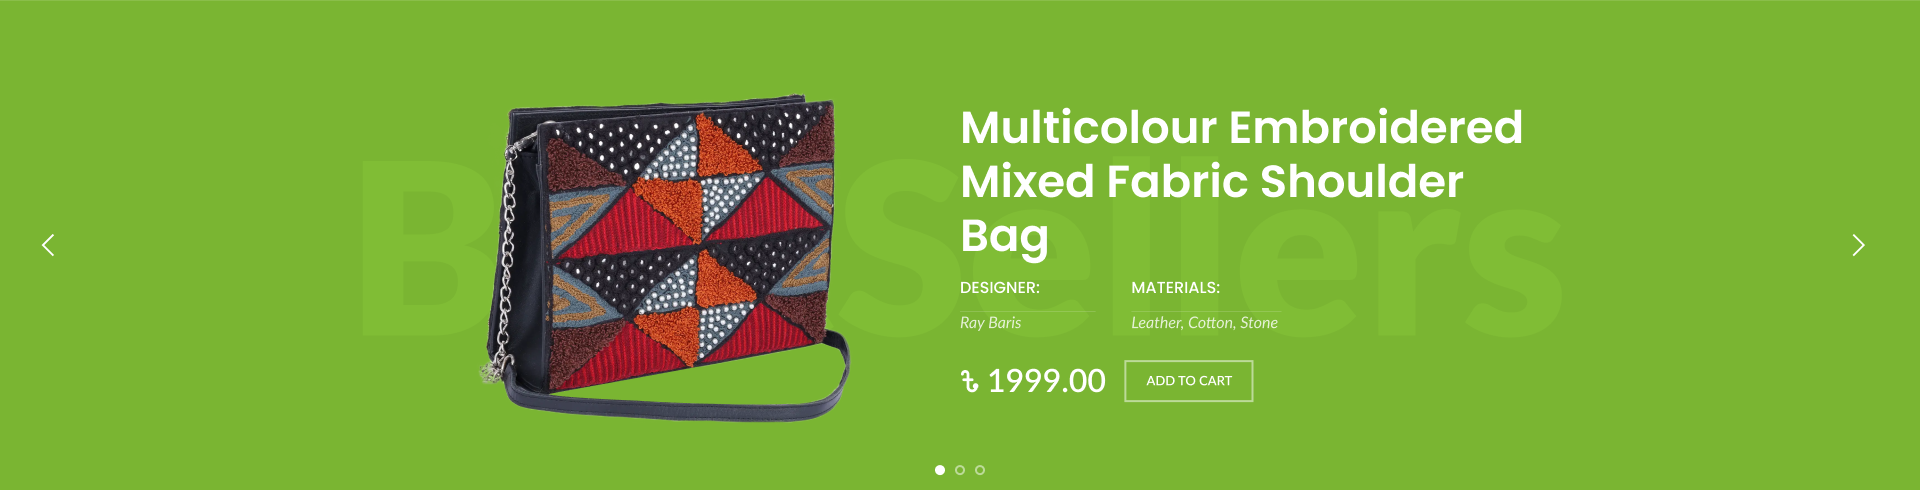 Multicolour Embroidered
Mixed Fabric Shoulder
Bag
DESIGNER: MATERIALS:
Ray Baris Leather, Cotton, Stone
৳ 1999.00 ADD TO CART
Sellers